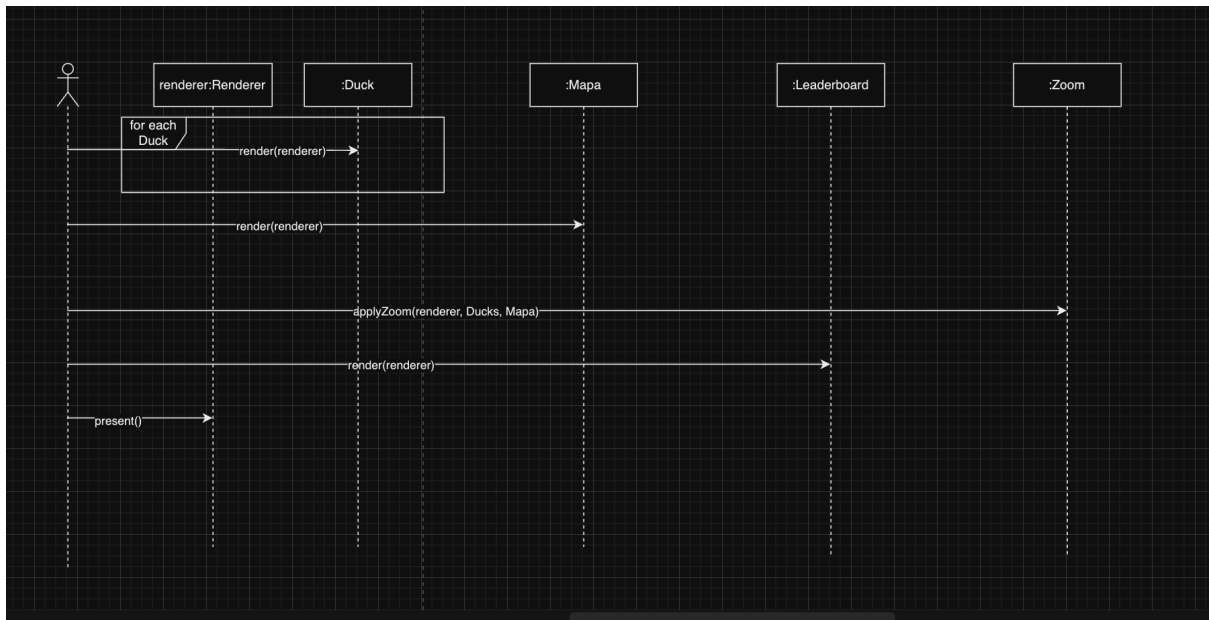 renderer:Renderer
:Duck
:Mapa
:Leaderboard
:Zoom
for each
Duck
render(renderer)
render(renderer)
applyZoom(renderer, Ducks, Mapa)
render(renderer)
present()